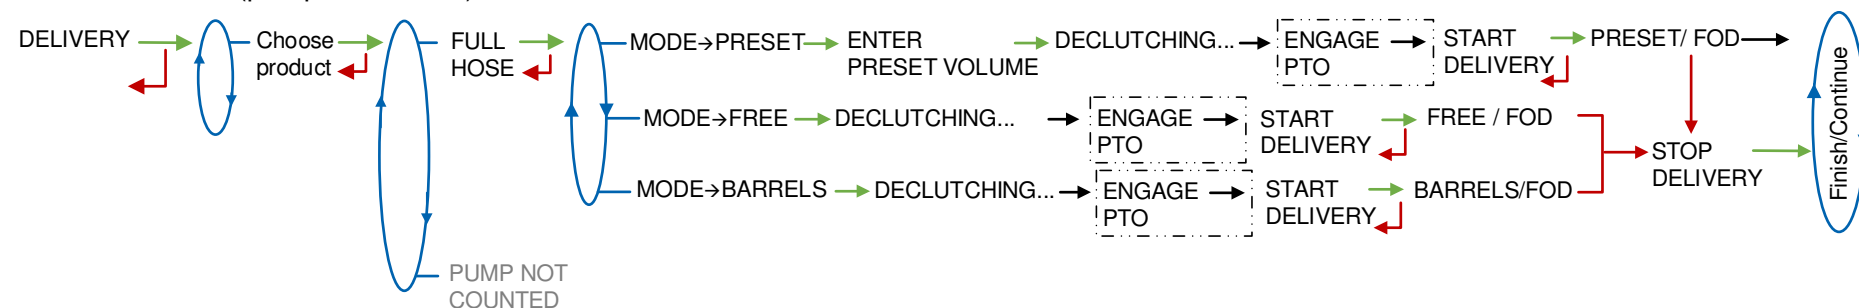 DELIVERY
Choose
product
FULL
HOSE
MODE→PRESET
ENTER
PRESET VOLUME
DECLUTCHING...
ENGAGE
PTO
START
DELIVERY
PRESET/ FOD
MODE→FREE
DECLUTCHING...
ENGAGE
PTO
START
DELIVERY
FREE / FOD
MODE→BARRELS
DECLUTCHING...
ENGAGE
PTO
START
DELIVERY
BARRELS/FOD
STOP
DELIVERY
Finish/Continue
PUMP NOT
COUNTED